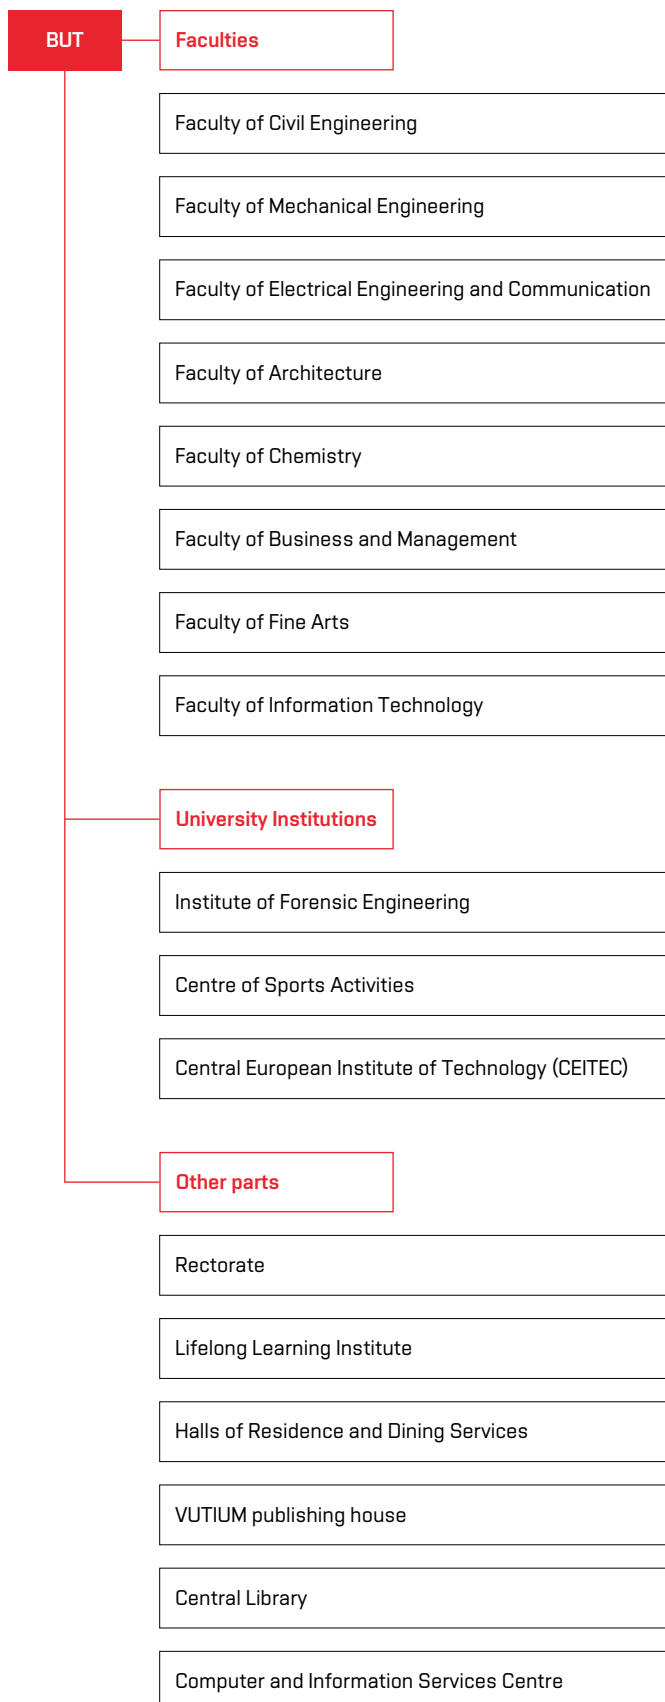 BUT
Faculties
Faculty of Civil Engineering
Faculty of Mechanical Engineering
Faculty of Electrical Engineering and Communication
Faculty of Architecture
Faculty of Chemistry
Faculty of Business and Management
Faculty of Fine Arts
Faculty of Information Technology
University Institutions
Institute of Forensic Engineering
Centre of Sports Activities
Central European Institute of Technology (CEITEC)
Other parts
Rectorate
Lifelong Learning Institute
Halls of Residence and Dining Services
VUTIUM publishing house
Central Library
Computer and Information Services Centre